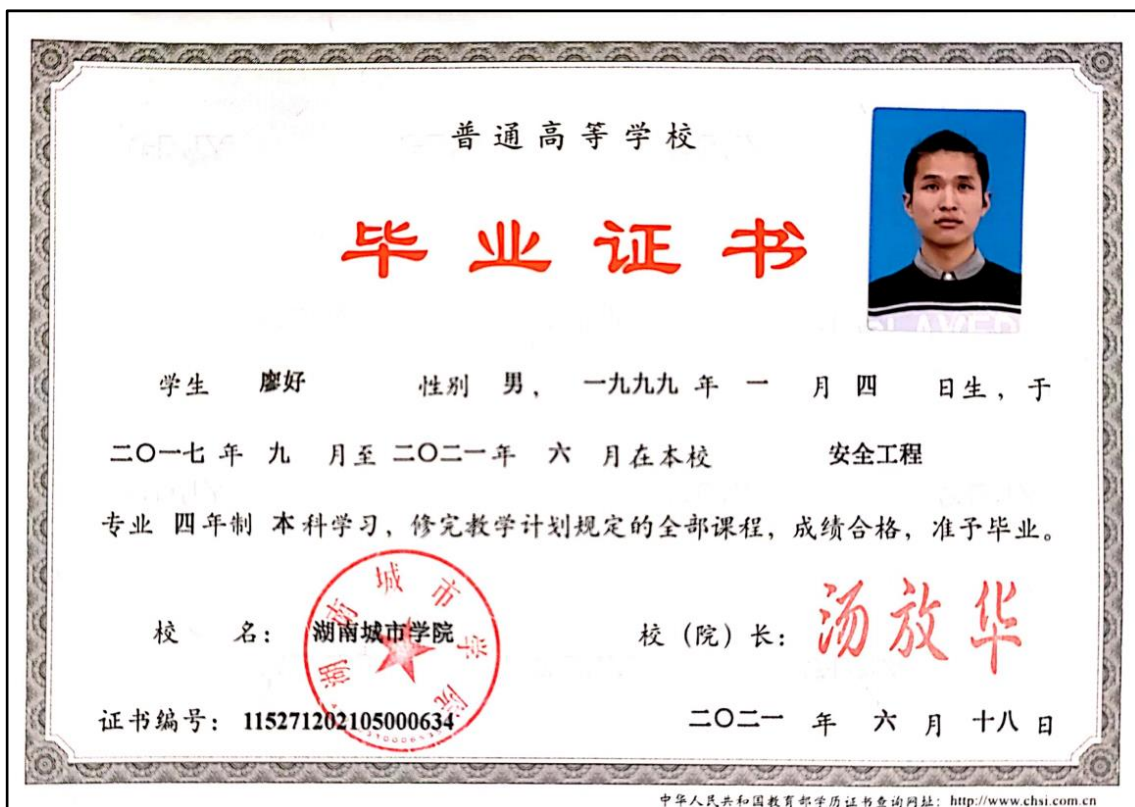 普通高等学校
毕业证书
学生 廖好 性别 男， 一九九九 年 一 月 四 日生，于
二〇一七 年 九 月至 二〇二一 年 六 月在本校 安全工程
专业 四年制 本科学习，修完教学计划规定的全部课程，成绩合格，准予毕业。
校 名： 湖南城市学院
湖南城市学院
校（院）长： 汤放华
证书编号： 115271202105000634
二〇二一 年 六 月 十八 日
中华人民共和国教育部学历证书查询网址：http://www.chsi.com.cn